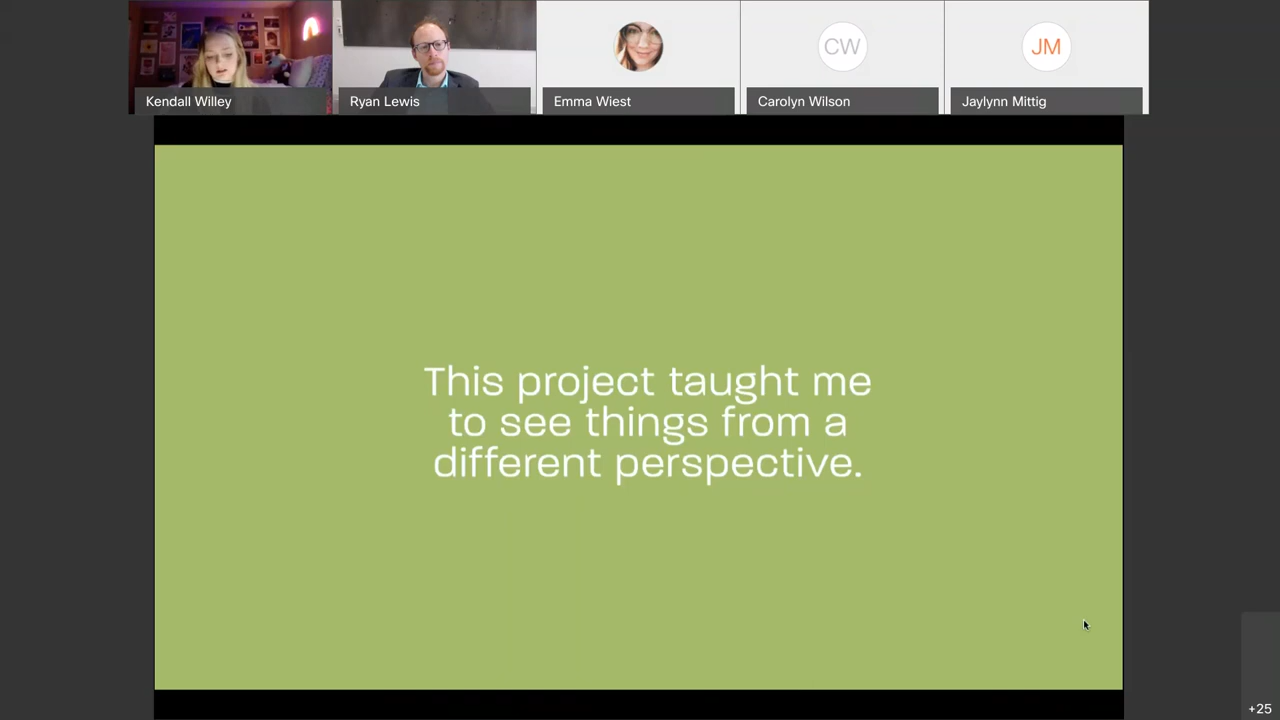 Kendall Willey
Ryan Lewis
Emma Wiest
CW
Carolyn Wilson
JM
Jaylynn Mittig
This project taught me
to see things from a
different perspective.
+25